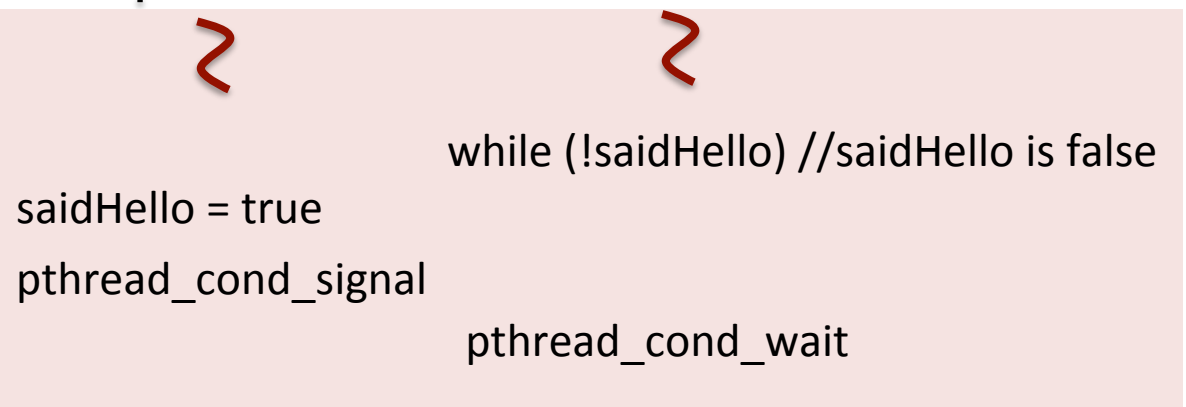 while (!saidHello) //saidHello is false
saidHello = true
pthread_cond_signal
pthread_cond_wait